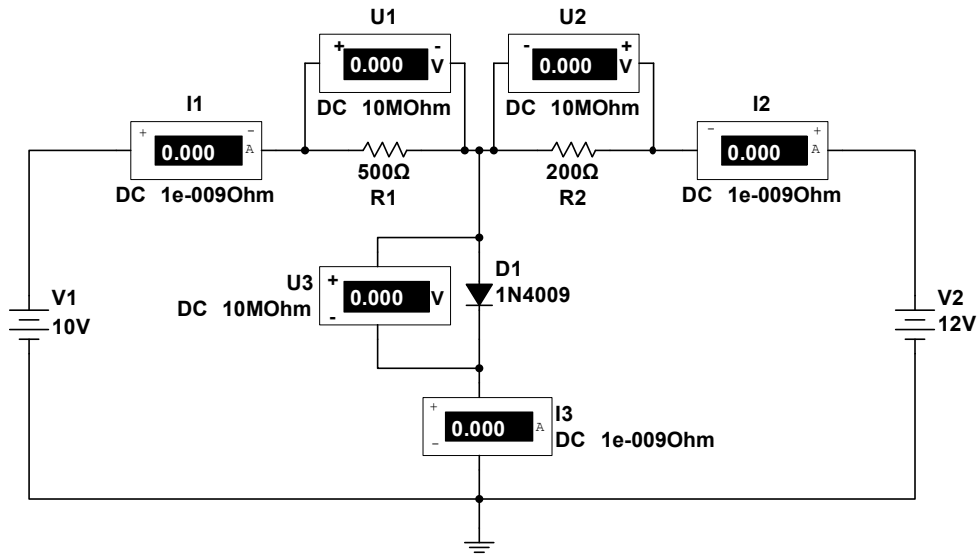 U1
U2
+ -
0.000 V
- +
0.000 V
DC 10MOhm
DC 10MOhm
I1
I2
+ -
0.000 A
- +
0.000 A
DC 1e-009Ohm
DC 1e-009Ohm
500Ω
R1
200Ω
R2
U3
DC 10MOhm
+
0.000 V
-
D1
1N4009
V1
10V
V2
12V
+
0.000 A
-
I3
DC 1e-009Ohm